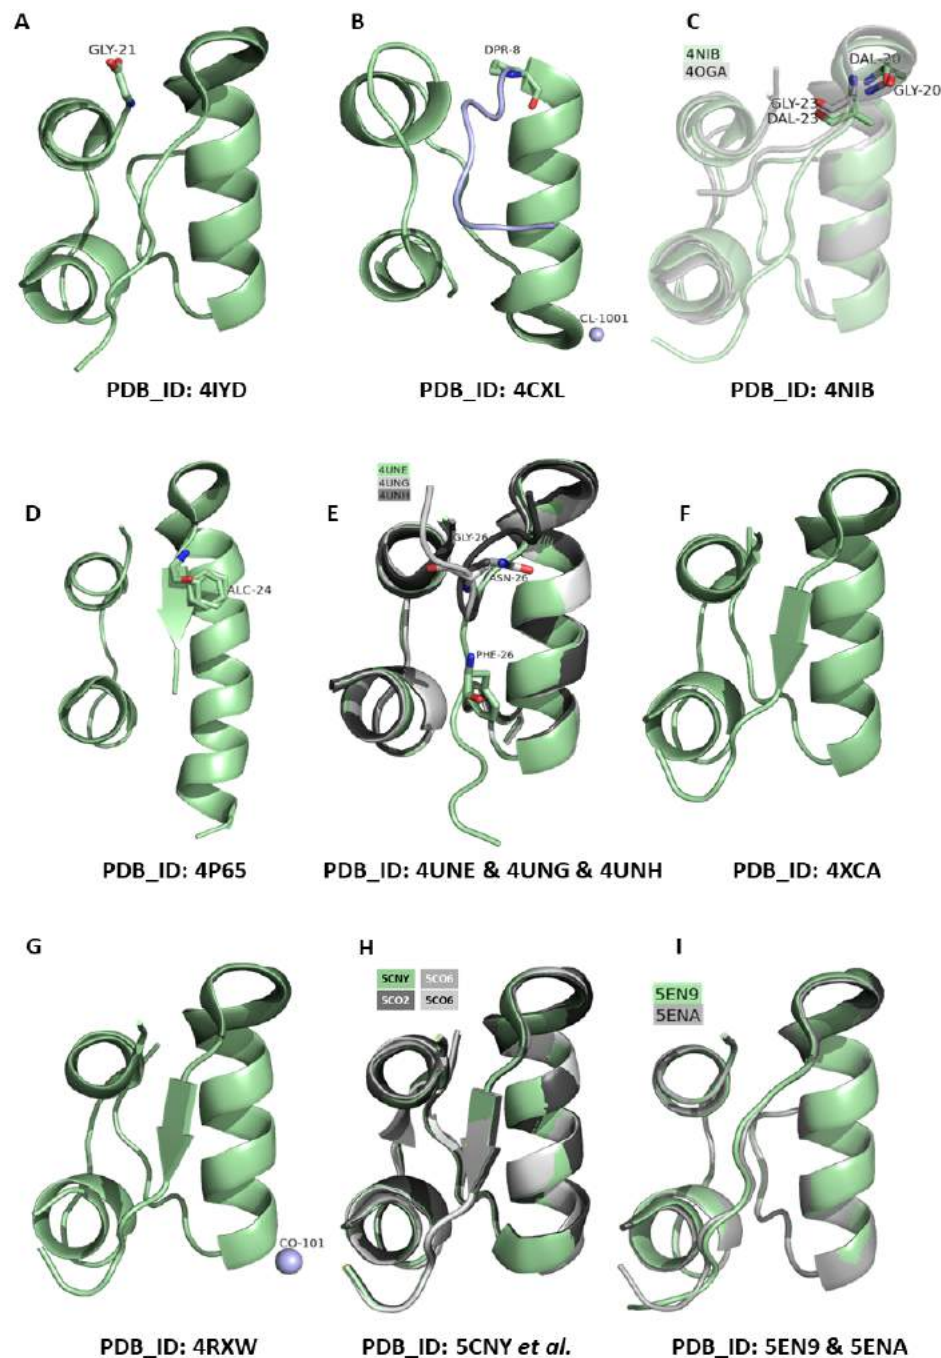 A
B
C
GLY-21
DPR-8
4NIB
4OGA
DAL-20
GLY-20
GLY-23
DAL-23
CL-1001
PDB_ID: 4IYD
PDB_ID: 4CXL
PDB_ID: 4NIB
D
E
F
4UNE
4UNG
4UNH
GLY-26
ASN-26
ALC-24
PHE-26
PDB_ID: 4P65
PDB_ID: 4UNE & 4UNG & 4UNH
PDB_ID: 4XCA
G
H
I
5CNY 5CO6
5CO2 5CO6
5EN9
5ENA
CO-101
PDB_ID: 4RXW
PDB_ID: 5CNY et al.
PDB_ID: 5EN9 & 5ENA